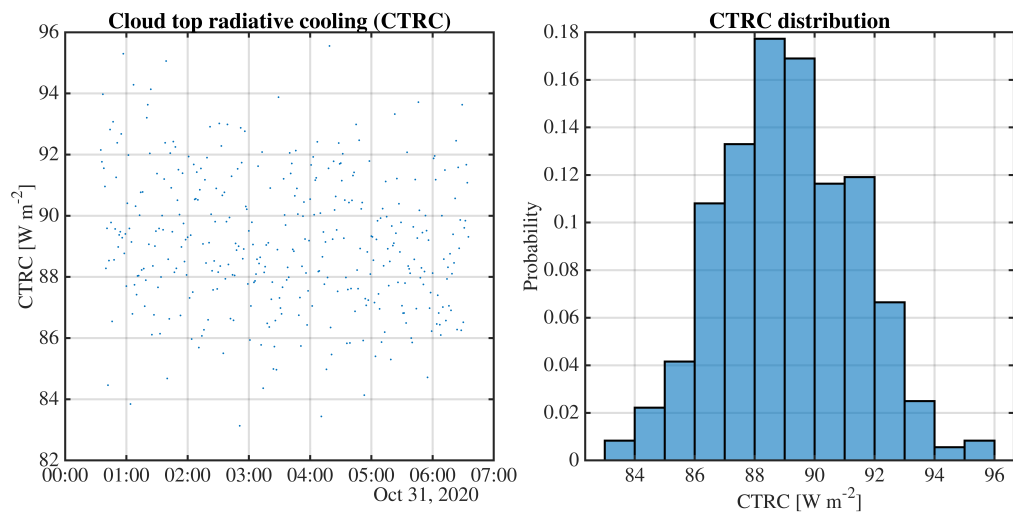 Cloud top radiative cooling (CTRC)
96
94
92
90
88
86
84
82
CTRC [W m⁻²]
00:00 01:00 02:00 03:00 04:00 05:00 06:00 07:00
Oct 31, 2020
CTRC distribution
0.18
0.16
0.14
0.12
0.1
0.08
0.06
0.04
0.02
0
Probability
84 86 88 90 92 94 96
CTRC [W m⁻²]